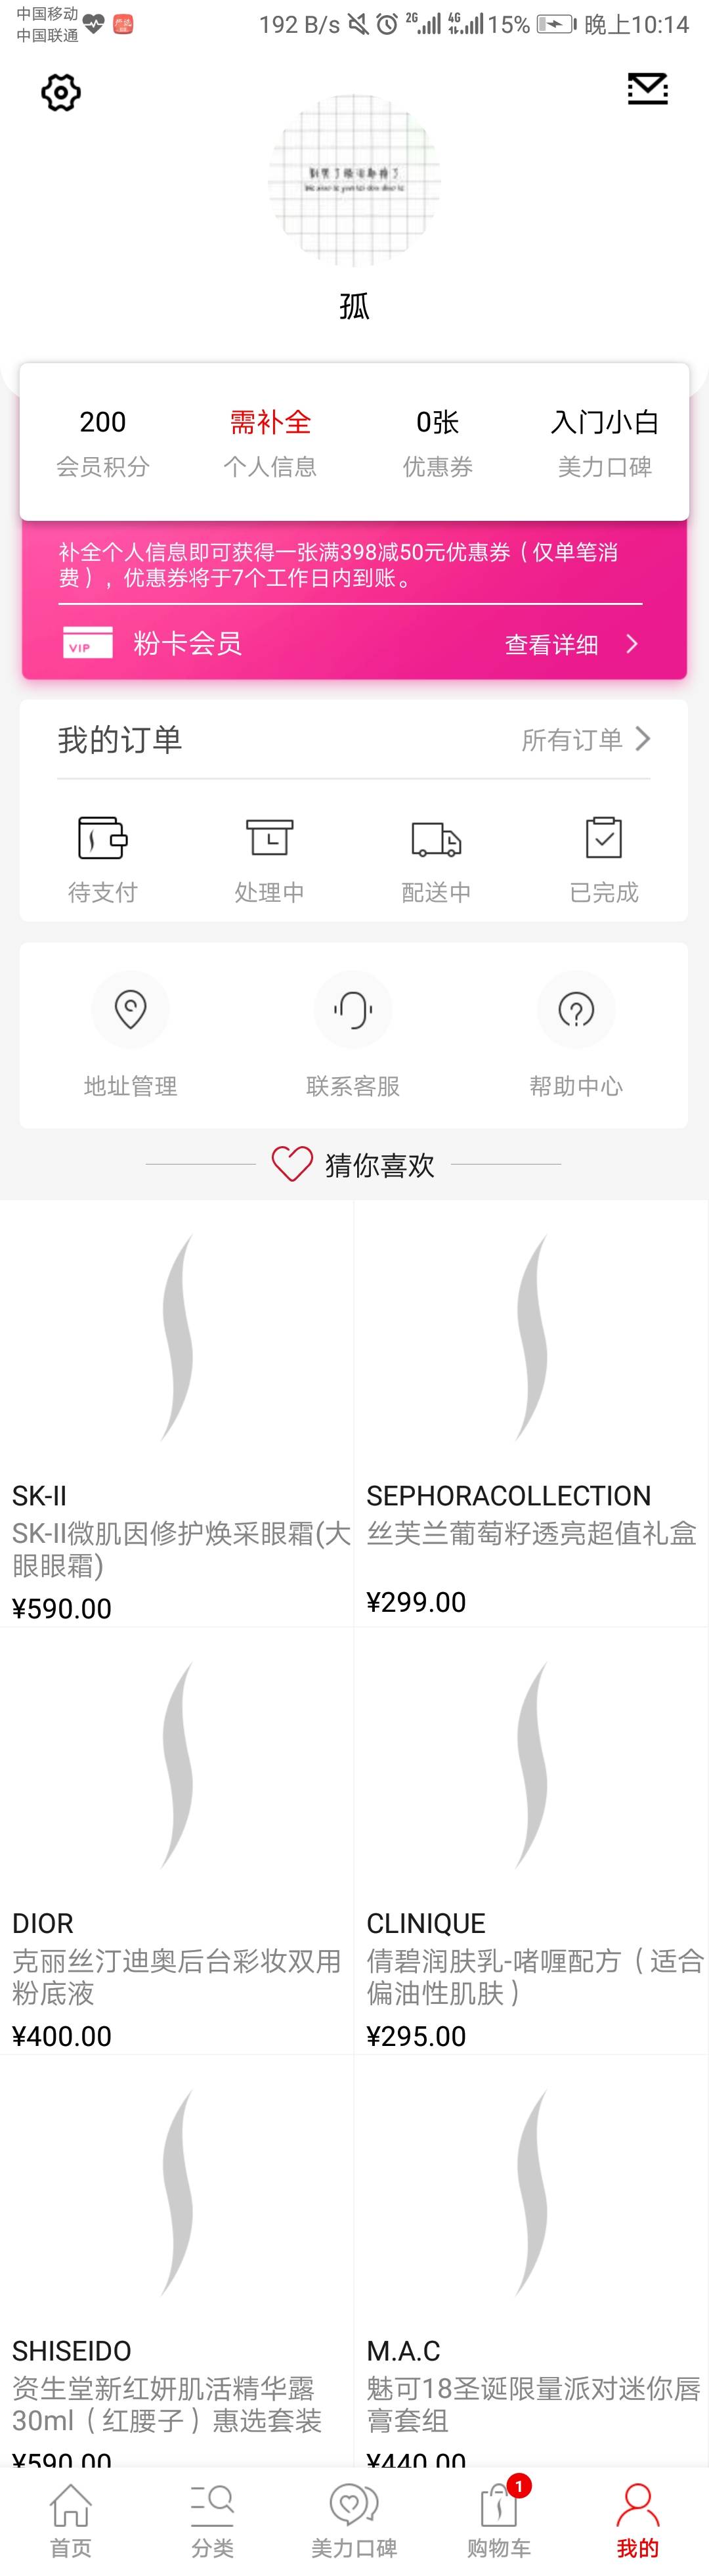 中国移动
中国联通
192 B/s 2G 4G 15% 晚上10:14
孤
200 需补全 0张 入门小白
会员积分 个人信息 优惠券 美力口碑
补全个人信息即可获得一张满398减50元优惠券（仅单笔消
费），优惠券将于7个工作日内到账。
VIP 粉卡会员 查看详细
我的订单 所有订单
待支付 处理中 配送中 已完成
地址管理 联系客服 帮助中心
猜你喜欢
SK-II
SK-II微肌因修护焕采眼霜(大
眼眼霜)
¥590.00
SEPHORACOLLECTION
丝芙兰葡萄籽透亮超值礼盒
¥299.00
DIOR
克丽丝汀迪奥后台彩妆双用
粉底液
¥400.00
CLINIQUE
倩碧润肤乳-啫喱配方（适合
偏油性肌肤）
¥295.00
SHISEIDO
资生堂新红妍肌活精华露
30ml（红腰子）惠选套装
¥590.00
M.A.C
魅可18圣诞限量派对迷你唇
膏套组
¥440.00
1
首页 分类 美力口碑 购物车 我的